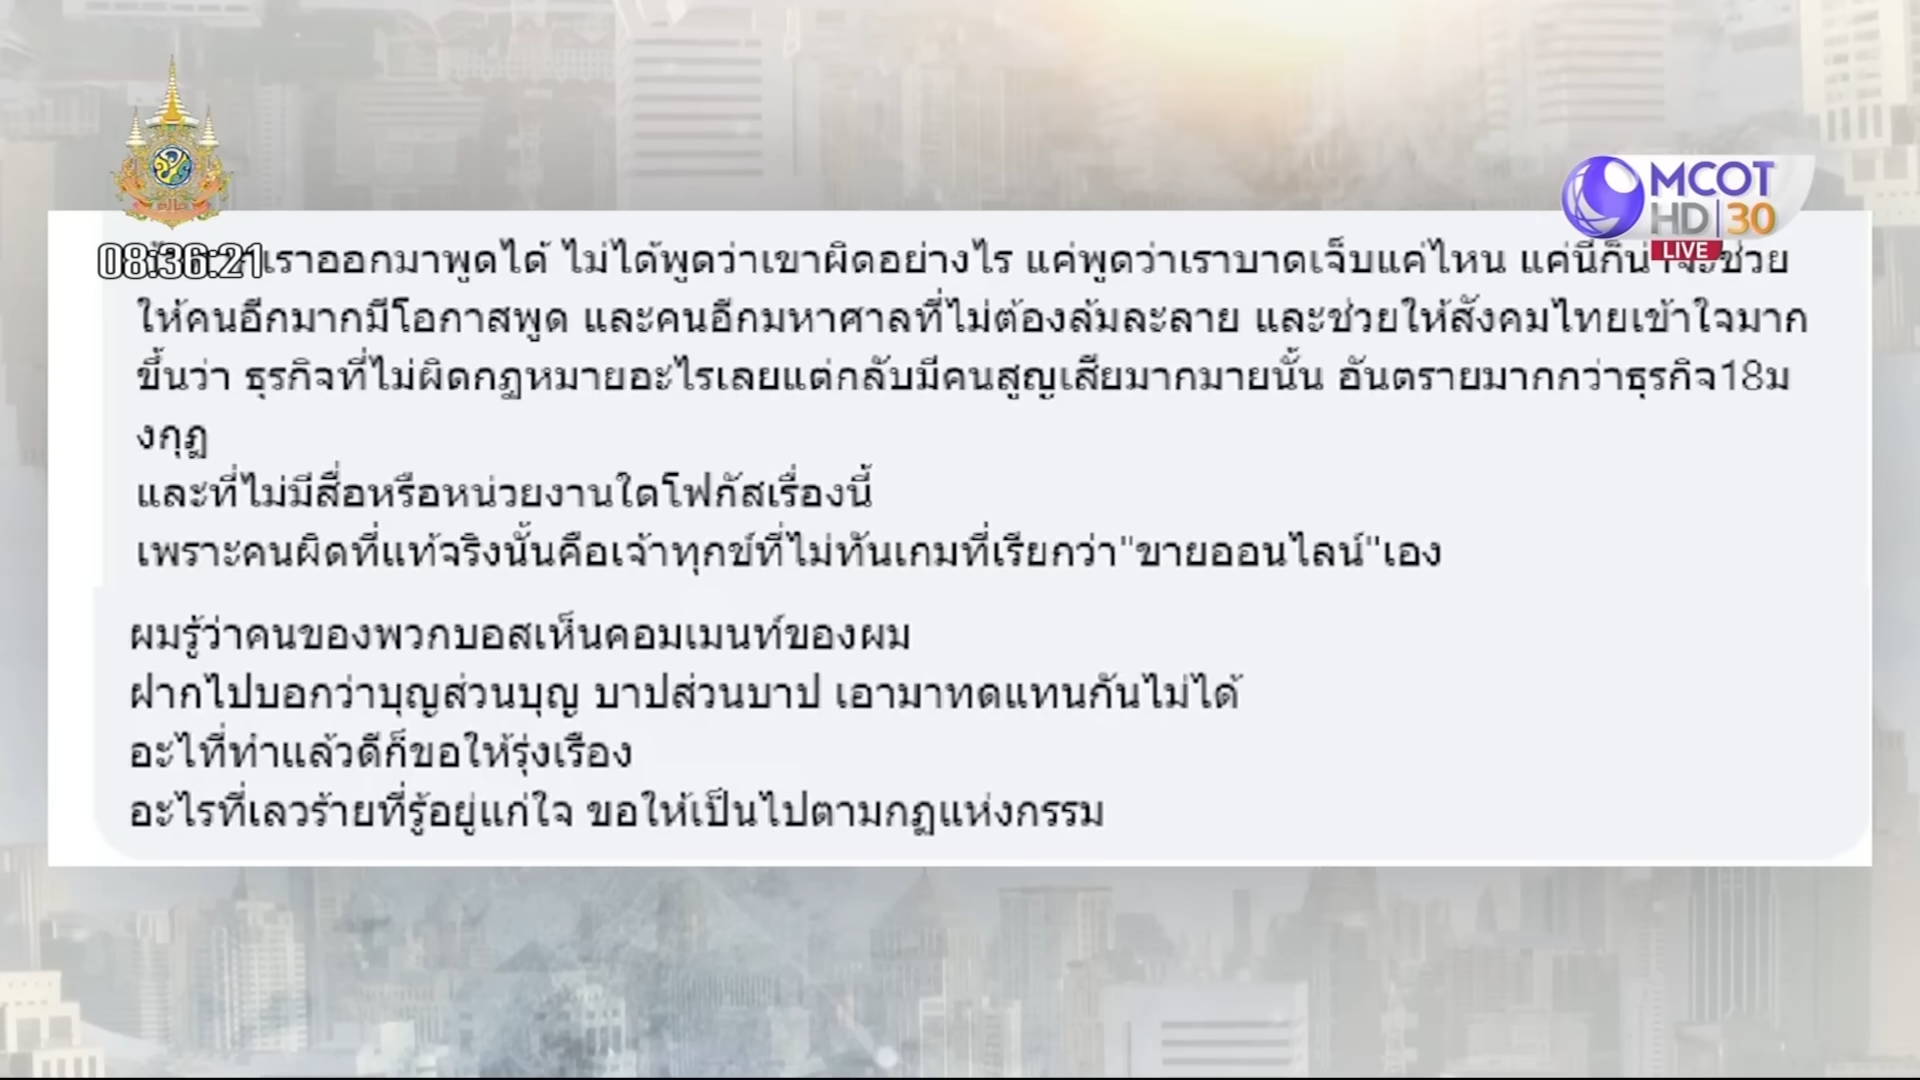 MCOT
HD 30
LIVE
08:36:21
เราออกมาพูดได้ ไม่ได้พูดว่าเขาผิดอย่างไร แค่พูดว่าเราบาดเจ็บแค่ไหน แค่นี้ก็น่าจะช่วย
ให้คนอีกมากมีโอกาสพูด และคนอีกมหาศาลที่ไม่ต้องล้มละลาย และช่วยให้สังคมไทยเข้าใจมาก
ขึ้นว่า ธุรกิจที่ไม่ผิดกฎหมายอะไรเลยแต่กลับมีคนสูญเสียมากมายนั้น อันตรายมากกว่าธุรกิจ18ม
งกุฎ
และที่ไม่มีสื่อหรือหน่วยงานใดโฟกัสเรื่องนี้
เพราะคนผิดที่แท้จริงนั้นคือเจ้าทุกข์ที่ไม่ทันเกมที่เรียกว่า"ขายออนไลน์"เอง
ผมรู้ว่าคนของพวกบอสเห็นคอมเมนท์ของผม
ฝากไปบอกว่าบุญส่วนบุญ บาปส่วนบาป เอามาทดแทนกันไม่ได้
อะไที่ทำแล้วดีก็ขอให้รุ่งเรือง
อะไรที่เลวร้ายที่รู้อยู่แก่ใจ ขอให้เป็นไปตามกฎแห่งกรรม